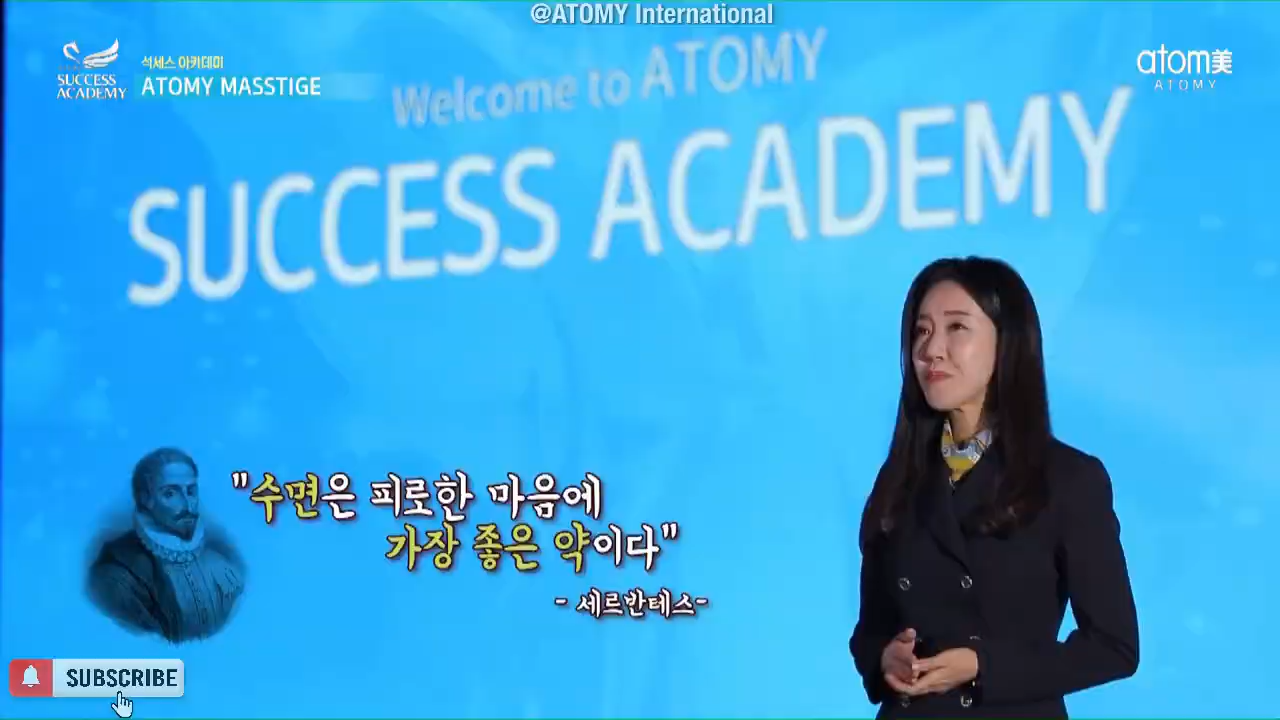 @ATOMY International
SUCCESS
ACADEMY
석세스 아카데미
ATOMY MASSTIGE
atom美
ATOMY
Welcome to ATOMY
SUCCESS ACADEMY
"수면은 피로한 마음에
가장 좋은 약이다"
- 세르반테스-
SUBSCRIBE